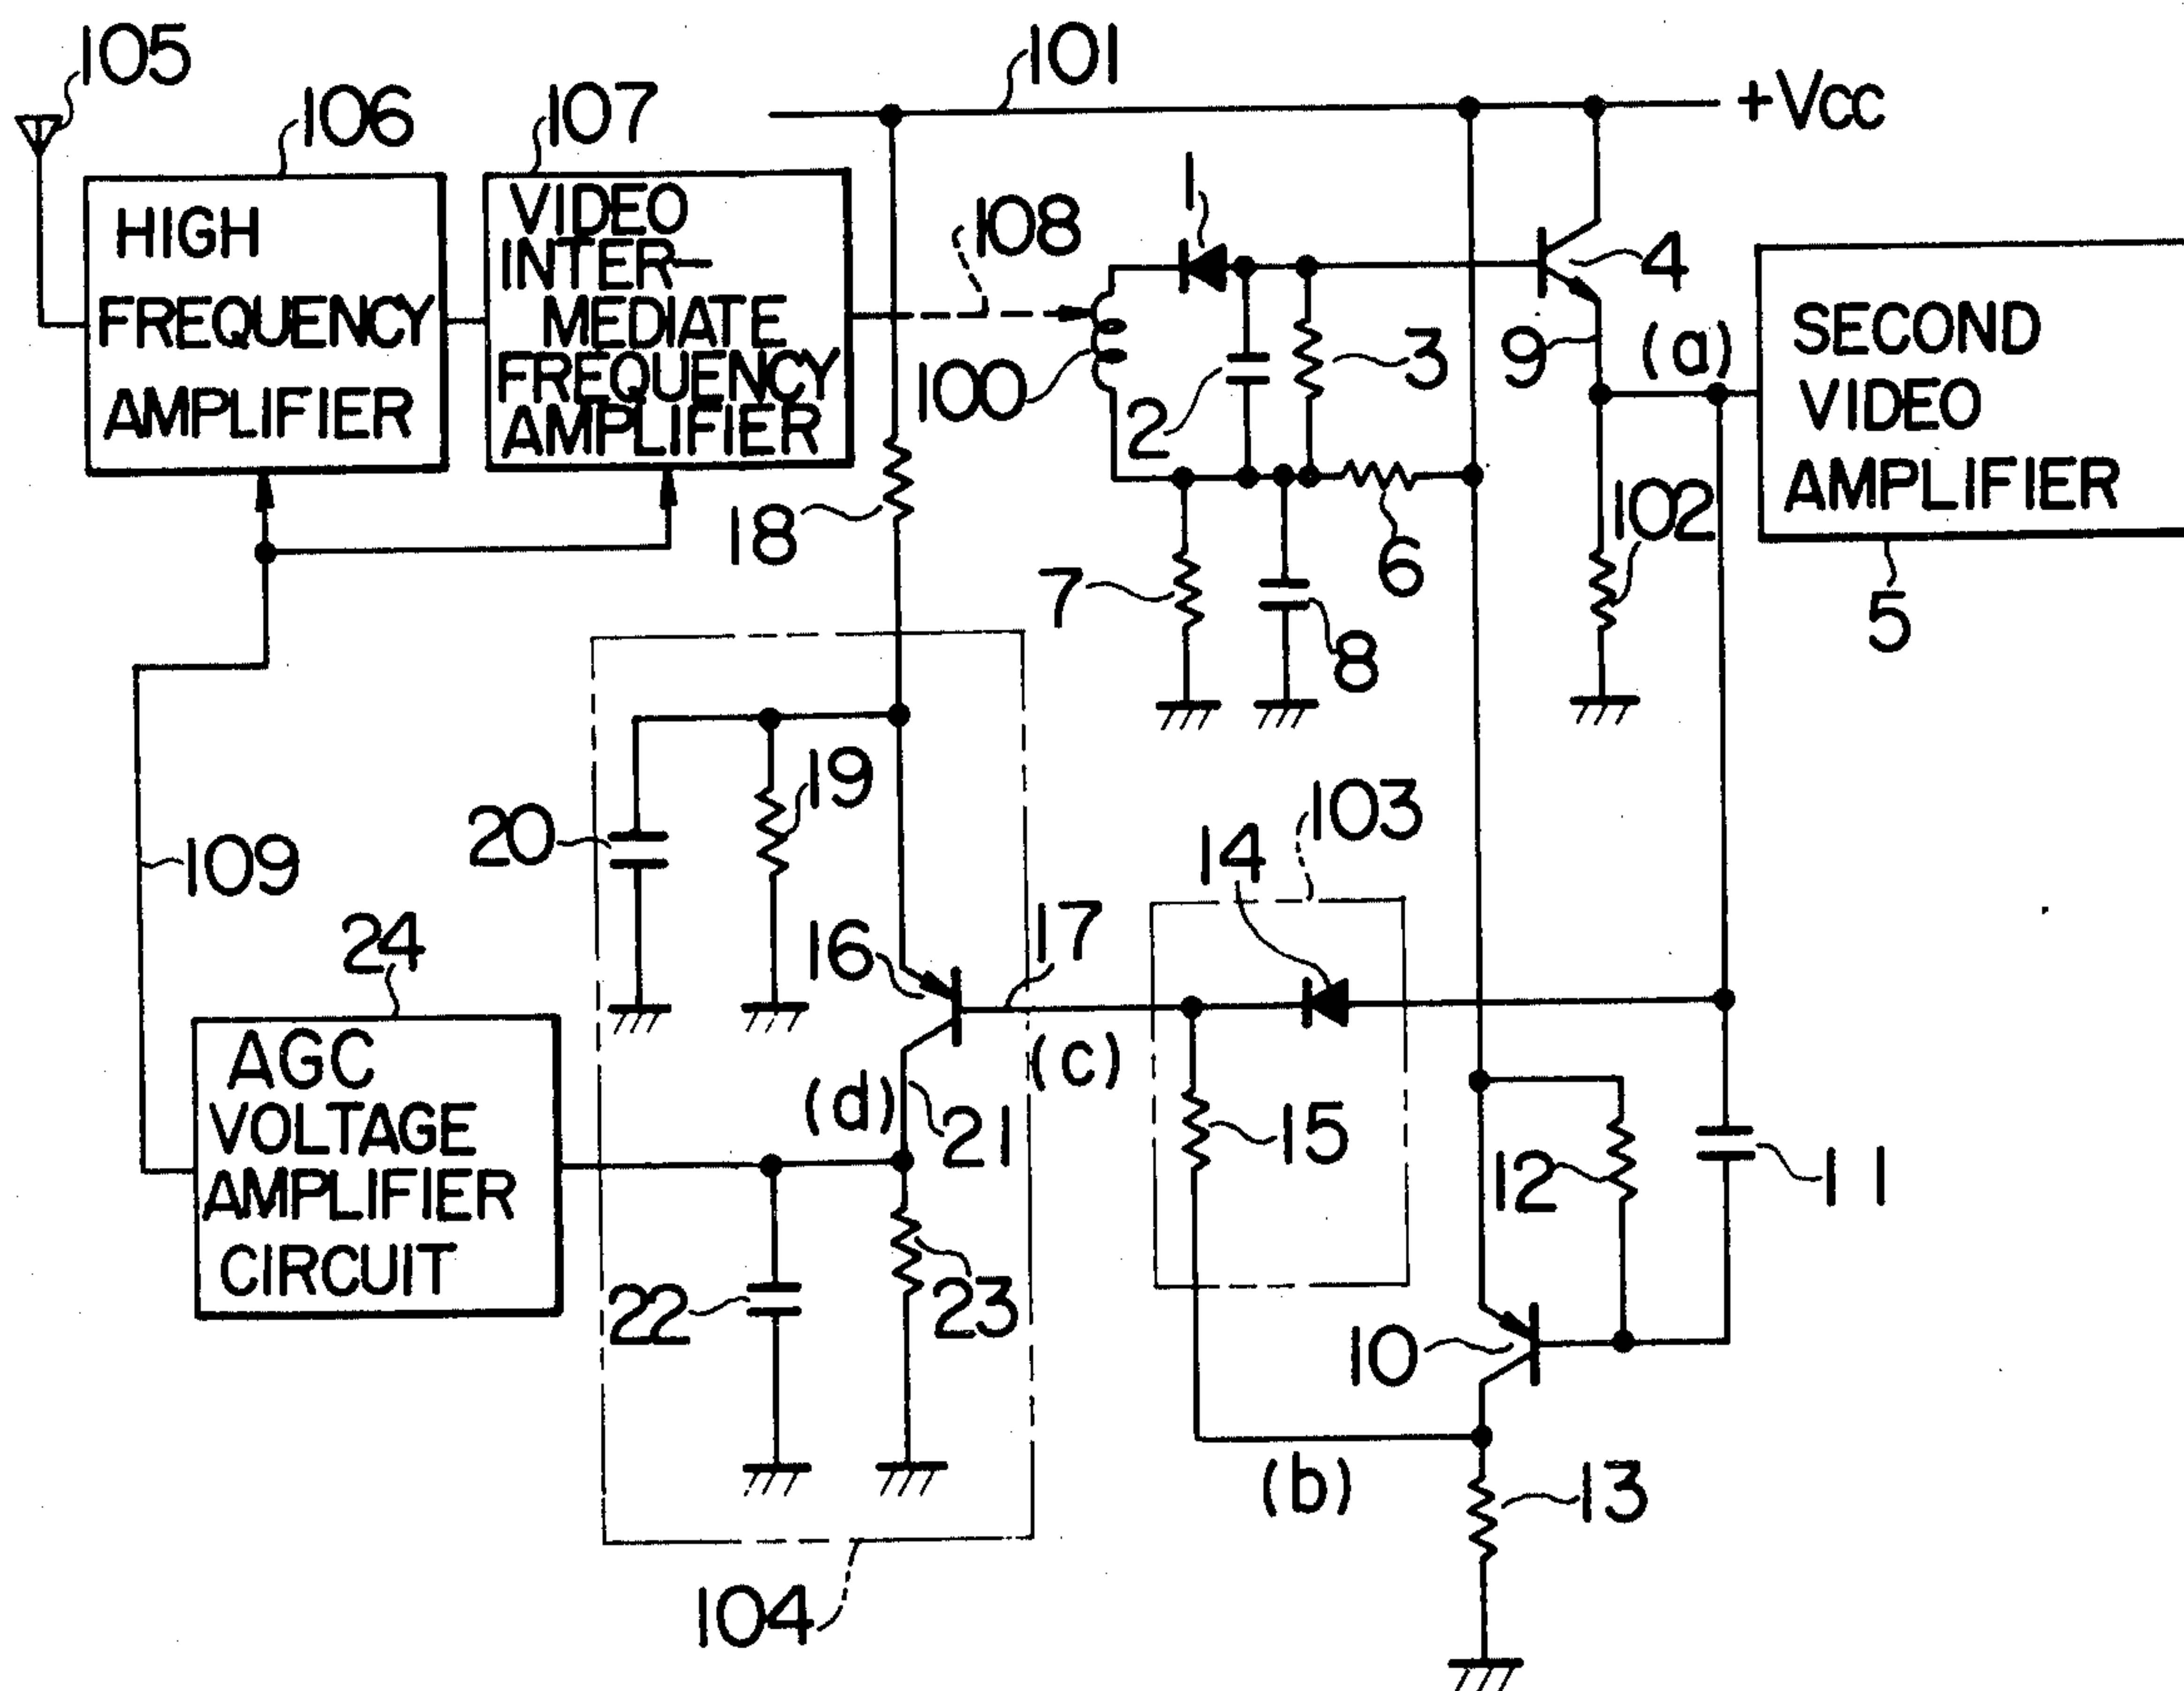 105
101
106
107
+VCC
HIGH
FREQUENCY
AMPLIFIER
VIDEO
INTER-
MEDIATE
FREQUENCY
AMPLIFIER
108
1
4
100
2
3
9
(a)
SECOND
VIDEO
AMPLIFIER
18
7
8
6
102
5
109
20
19
103
14
24
16
17
(c)
AGC
VOLTAGE
AMPLIFIER
CIRCUIT
(d)
21
15
12
11
22
23
10
(b)
13
104